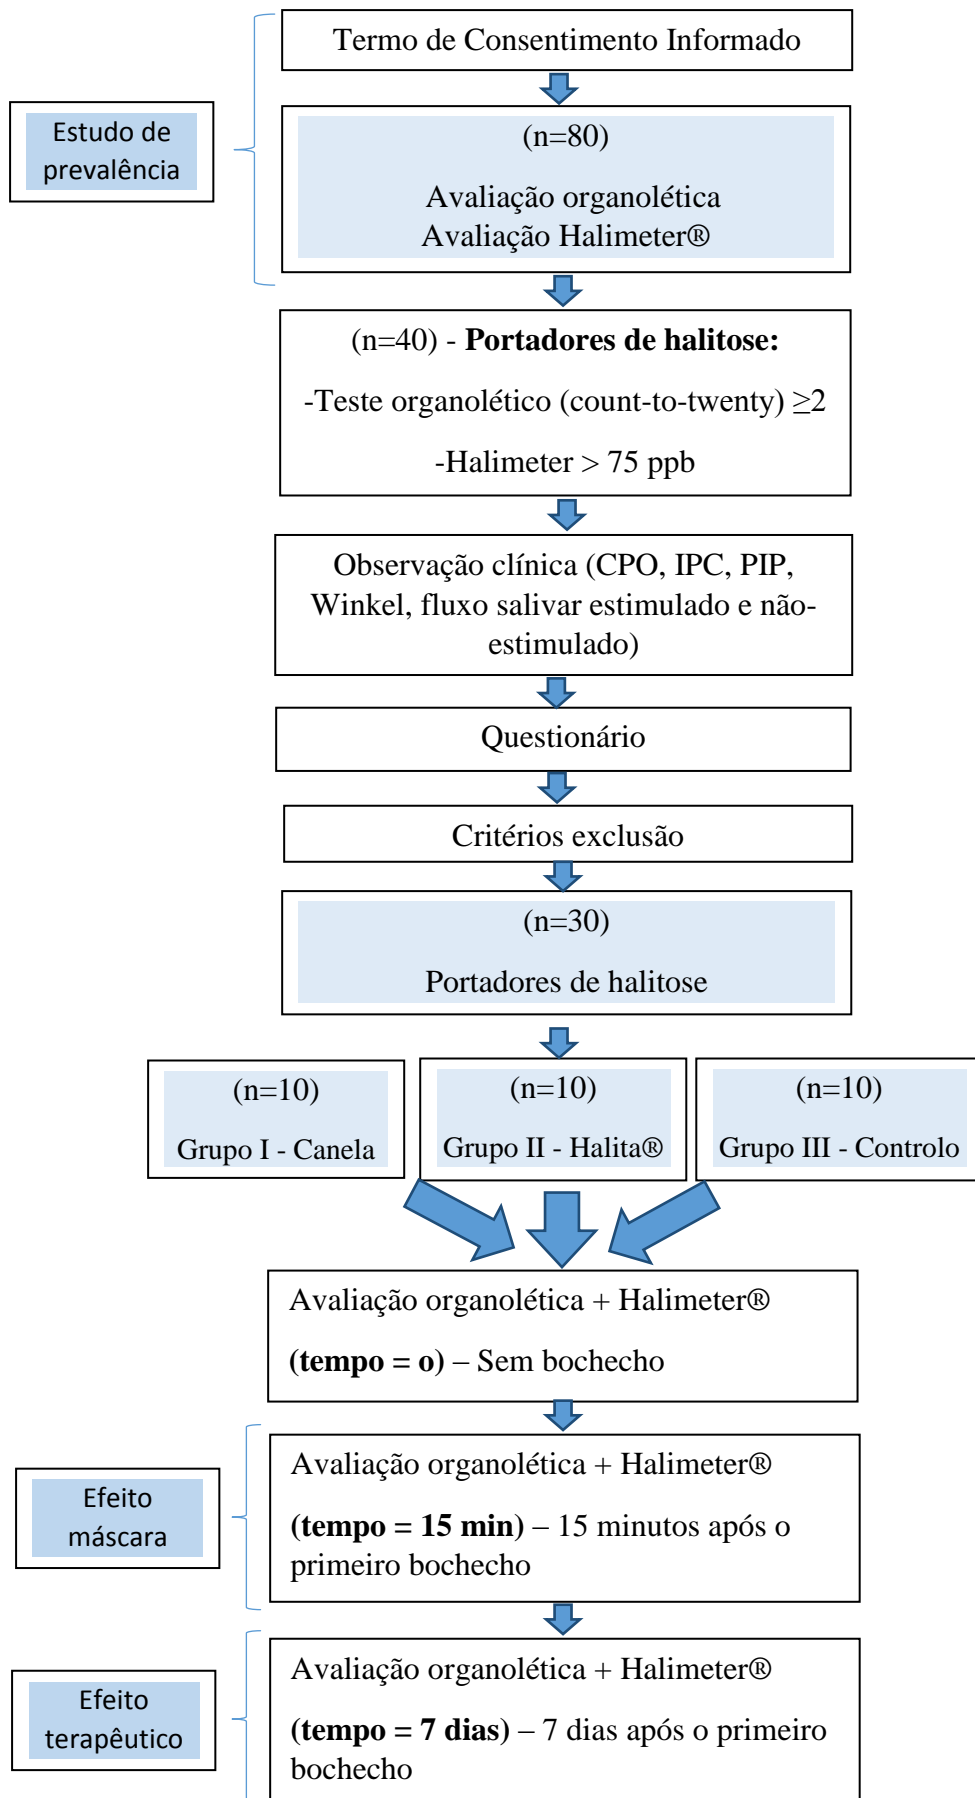 Termo de Consentimento Informado
Estudo de
prevalência
(n=80)
Avaliação organolética
Avaliação Halimeter®
(n=40) - Portadores de halitose:
-Teste organolético (count-to-twenty) ≥2
-Halimeter > 75 ppb
Observação clínica (CPO, IPC, PIP,
Winkel, fluxo salivar estimulado e não-
estimulado)
Questionário
Critérios exclusão
(n=30)
Portadores de halitose
(n=10)
Grupo I - Canela
(n=10)
Grupo II - Halita®
(n=10)
Grupo III - Controlo
Avaliação organolética + Halimeter®
(tempo = o) – Sem bochecho
Efeito
máscara
Avaliação organolética + Halimeter®
(tempo = 15 min) – 15 minutos após o
primeiro bochecho
Efeito
terapêutico
Avaliação organolética + Halimeter®
(tempo = 7 dias) – 7 dias após o primeiro
bochecho